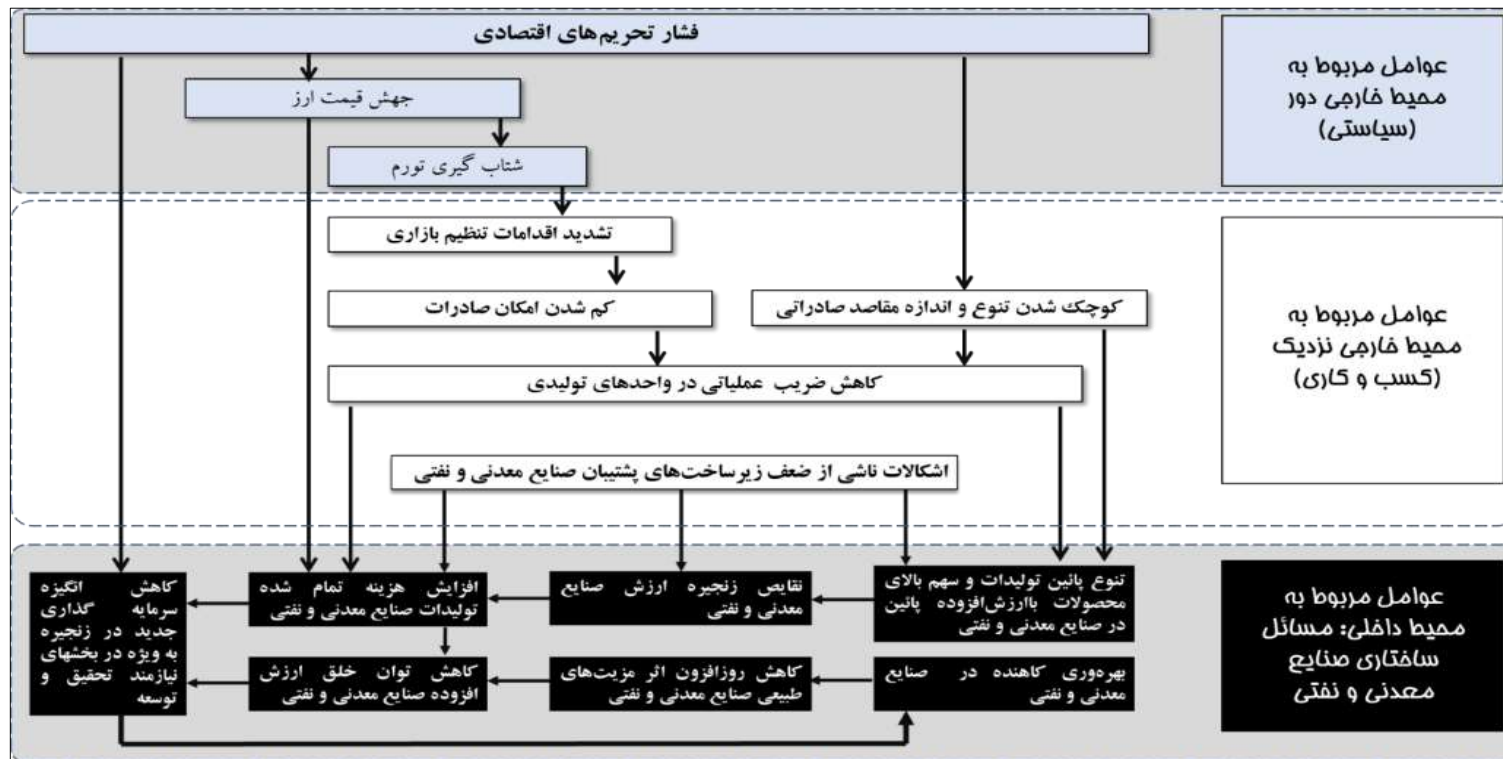 فشار تحریم‌های اقتصادی
عوامل مربوط به
محیط خارجی دور
(سیاستی)
جهش قیمت ارز
شتاب گیری تورم
تشدید اقدامات تنظیم بازاری
عوامل مربوط به
محیط خارجی نزدیک
(کسب و کاری)
کوچک شدن تنوع و اندازه مقاصد صادراتی
کم شدن امکان صادرات
کاهش ضریب عملیاتی در واحدهای تولیدی
اشکالات ناشی از ضعف زیرساخت‌های پشتیبان صنایع معدنی و نفتی
عوامل مربوط به
محیط داخلی: مسائل
ساختاری صنایع
معدنی و نفتی
تنوع پائین تولیدات و سهم بالای
محصولات باارزش‌افزوده پائین
در صنایع معدنی و نفتی
نقایص زنجیره ارزش صنایع
معدنی و نفتی
افزایش هزینه تمام شده
تولیدات صنایع معدنی و نفتی
کاهش انگیزه
سرمایه گذاری
جدید در زنجیره
به ویژه در بخشهای
نیازمند تحقیق و
توسعه
بهره‌وری کاهنده در صنایع
معدنی و نفتی
کاهش روزافزون اثر مزیت‌های
طبیعی صنایع معدنی و نفتی
کاهش توان خلق ارزش
افزوده صنایع معدنی و نفتی